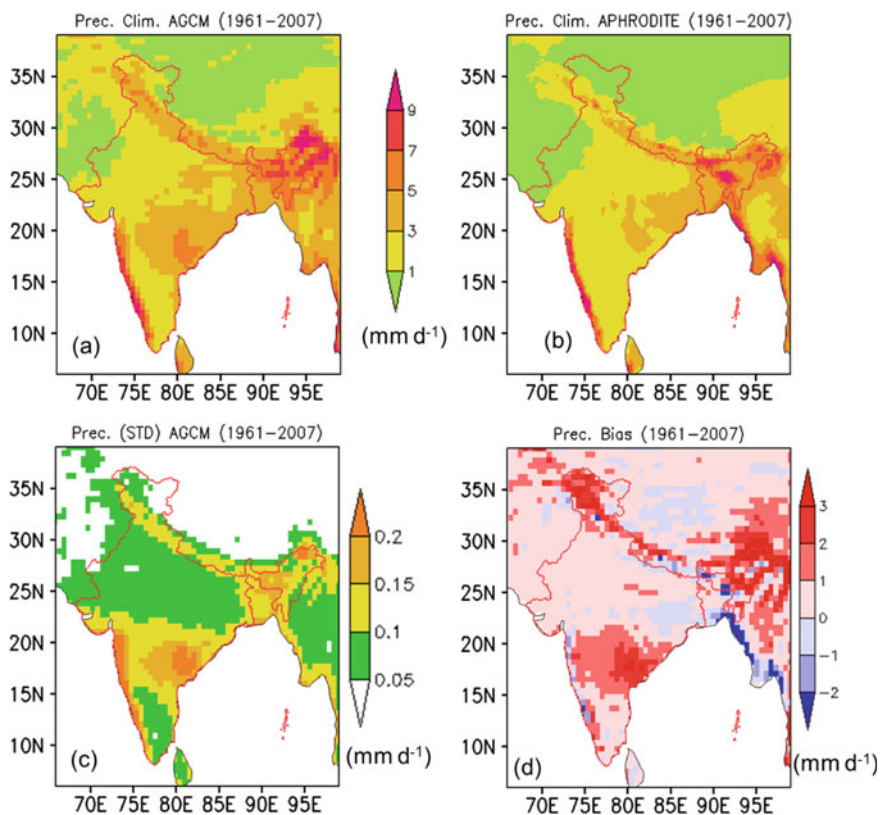 Prec. Clim. AGCM (1961-2007)
35N
30N
25N
20N
15N
10N
70E 75E 80E 85E 90E 95E
(a)
9
7
5
3
1
(mm d⁻¹)
Prec. Clim. APHRODITE (1961-2007)
35N
30N
25N
20N
15N
10N
70E 75E 80E 85E 90E 95E
(b)
Prec. (STD) AGCM (1961-2007)
35N
30N
25N
20N
15N
10N
70E 75E 80E 85E 90E 95E
(c)
0.2
0.15
0.1
0.05
(mm d⁻¹)
Prec. Bias (1961-2007)
35N
30N
25N
20N
15N
10N
70E 75E 80E 85E 90E 95E
(d)
3
2
1
0
-1
-2
(mm d⁻¹)